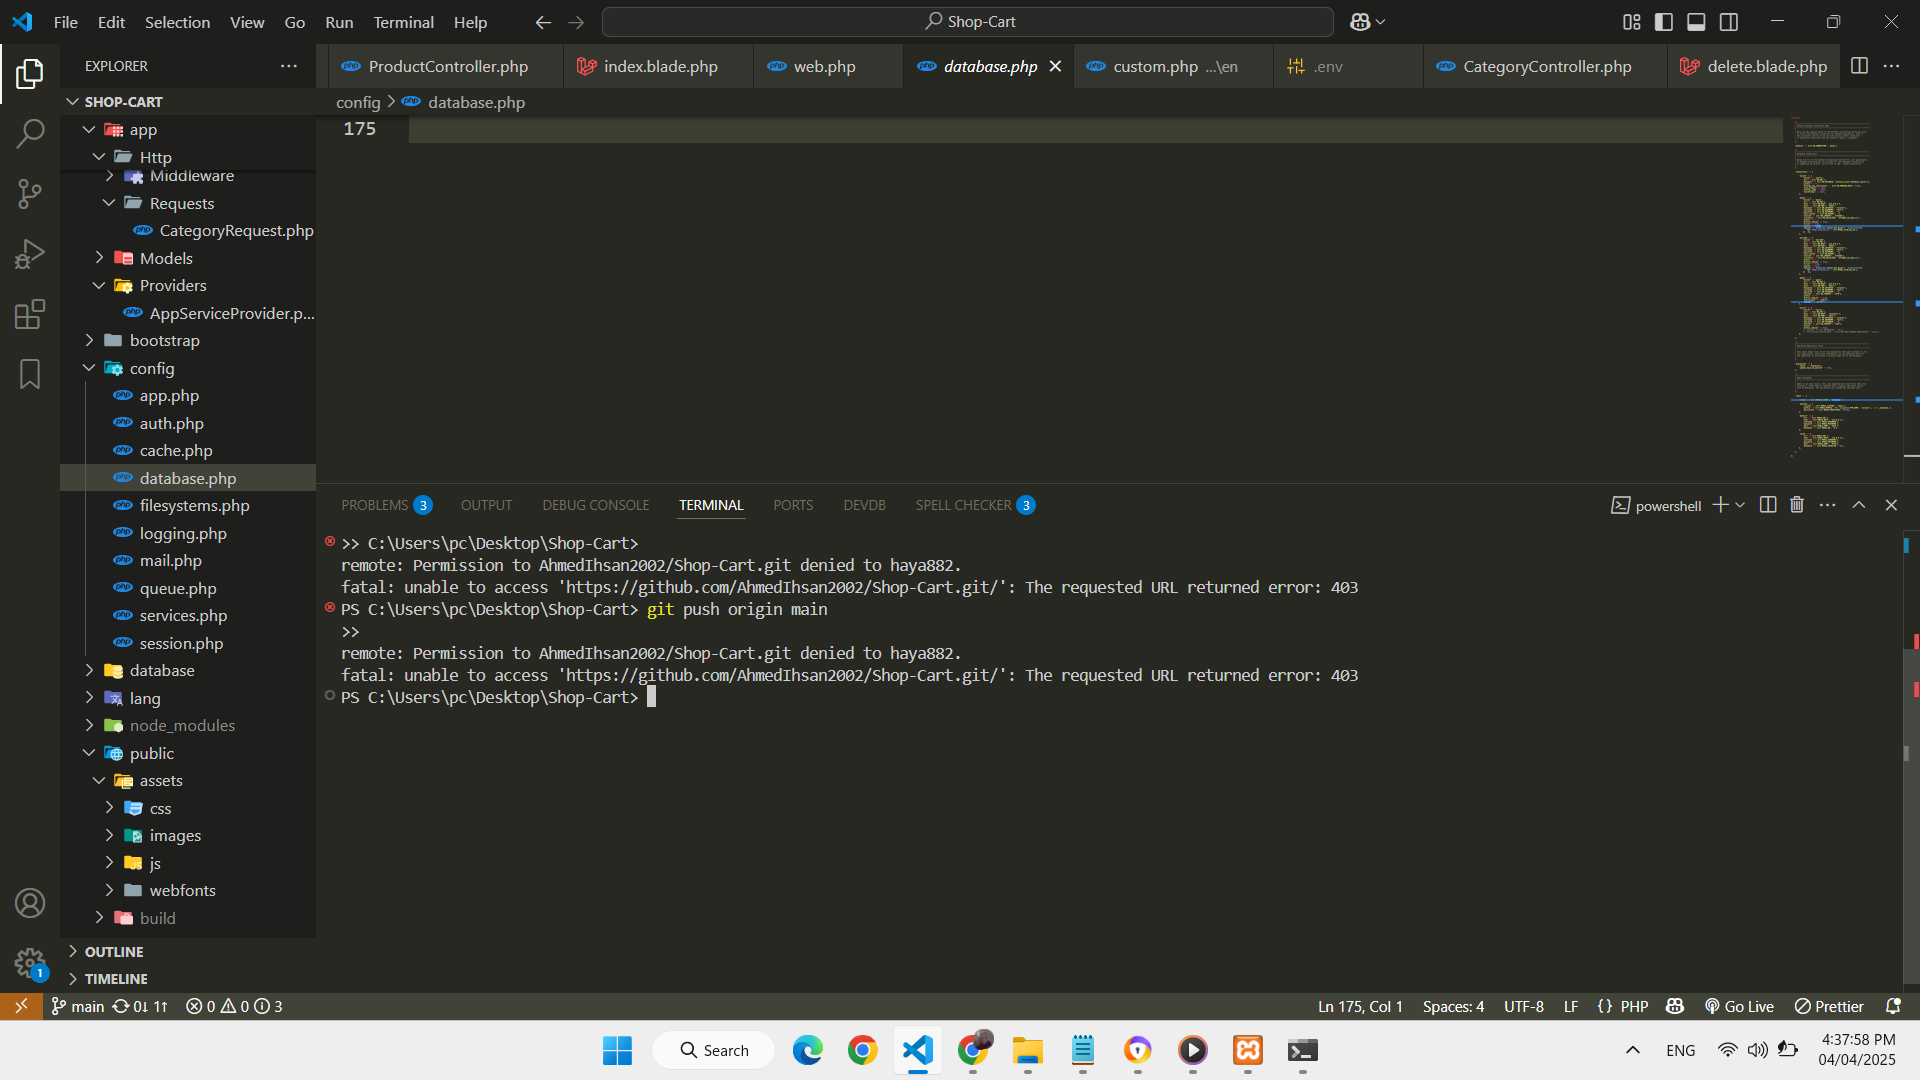 File Edit Selection View Go Run Terminal Help
Shop-Cart
EXPLORER
ProductController.php
index.blade.php
web.php
database.php
custom.php ...\en
.env
CategoryController.php
delete.blade.php
SHOP-CART
config > database.php
175
app
Http
Middleware
Requests
CategoryRequest.php
Models
Providers
AppServiceProvider.p...
bootstrap
config
app.php
auth.php
cache.php
database.php
filesystems.php
logging.php
mail.php
queue.php
services.php
session.php
database
lang
node_modules
public
assets
css
images
js
webfonts
build
OUTLINE
TIMELINE
PROBLEMS 3 OUTPUT DEBUG CONSOLE TERMINAL PORTS DEVDB SPELL CHECKER 3
powershell
>> C:\Users\pc\Desktop\Shop-Cart>
remote: Permission to AhmedIhsan2002/Shop-Cart.git denied to haya882.
fatal: unable to access 'https://github.com/AhmedIhsan2002/Shop-Cart.git/': The requested URL returned error: 403
PS C:\Users\pc\Desktop\Shop-Cart> git push origin main
>>
remote: Permission to AhmedIhsan2002/Shop-Cart.git denied to haya882.
fatal: unable to access 'https://github.com/AhmedIhsan2002/Shop-Cart.git/': The requested URL returned error: 403
PS C:\Users\pc\Desktop\Shop-Cart>
1
main 0↓ 1↑ 0 0 3
Ln 175, Col 1 Spaces: 4 UTF-8 LF {} PHP Go Live Prettier
Search
ENG
4:37:58 PM
04/04/2025